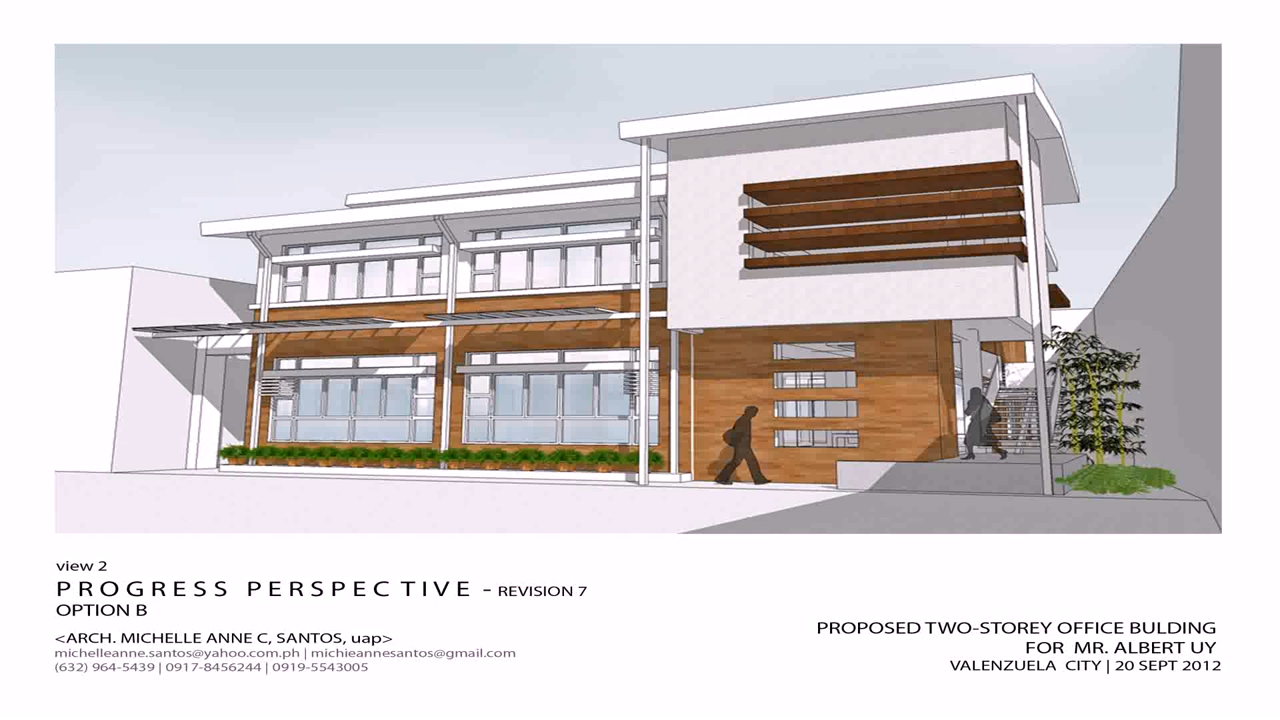 view 2
PROGRESS PERSPECTIVE - REVISION 7
OPTION B
<ARCH. MICHELLE ANNE C, SANTOS, uap>
michelleanne.santos@yahoo.com.ph | michieannesantos@gmail.com
(632) 964-5439 | 0917-8456244 | 0919-5543005
PROPOSED TWO-STOREY OFFICE BULDING
FOR MR. ALBERT UY
VALENZUELA CITY | 20 SEPT 2012